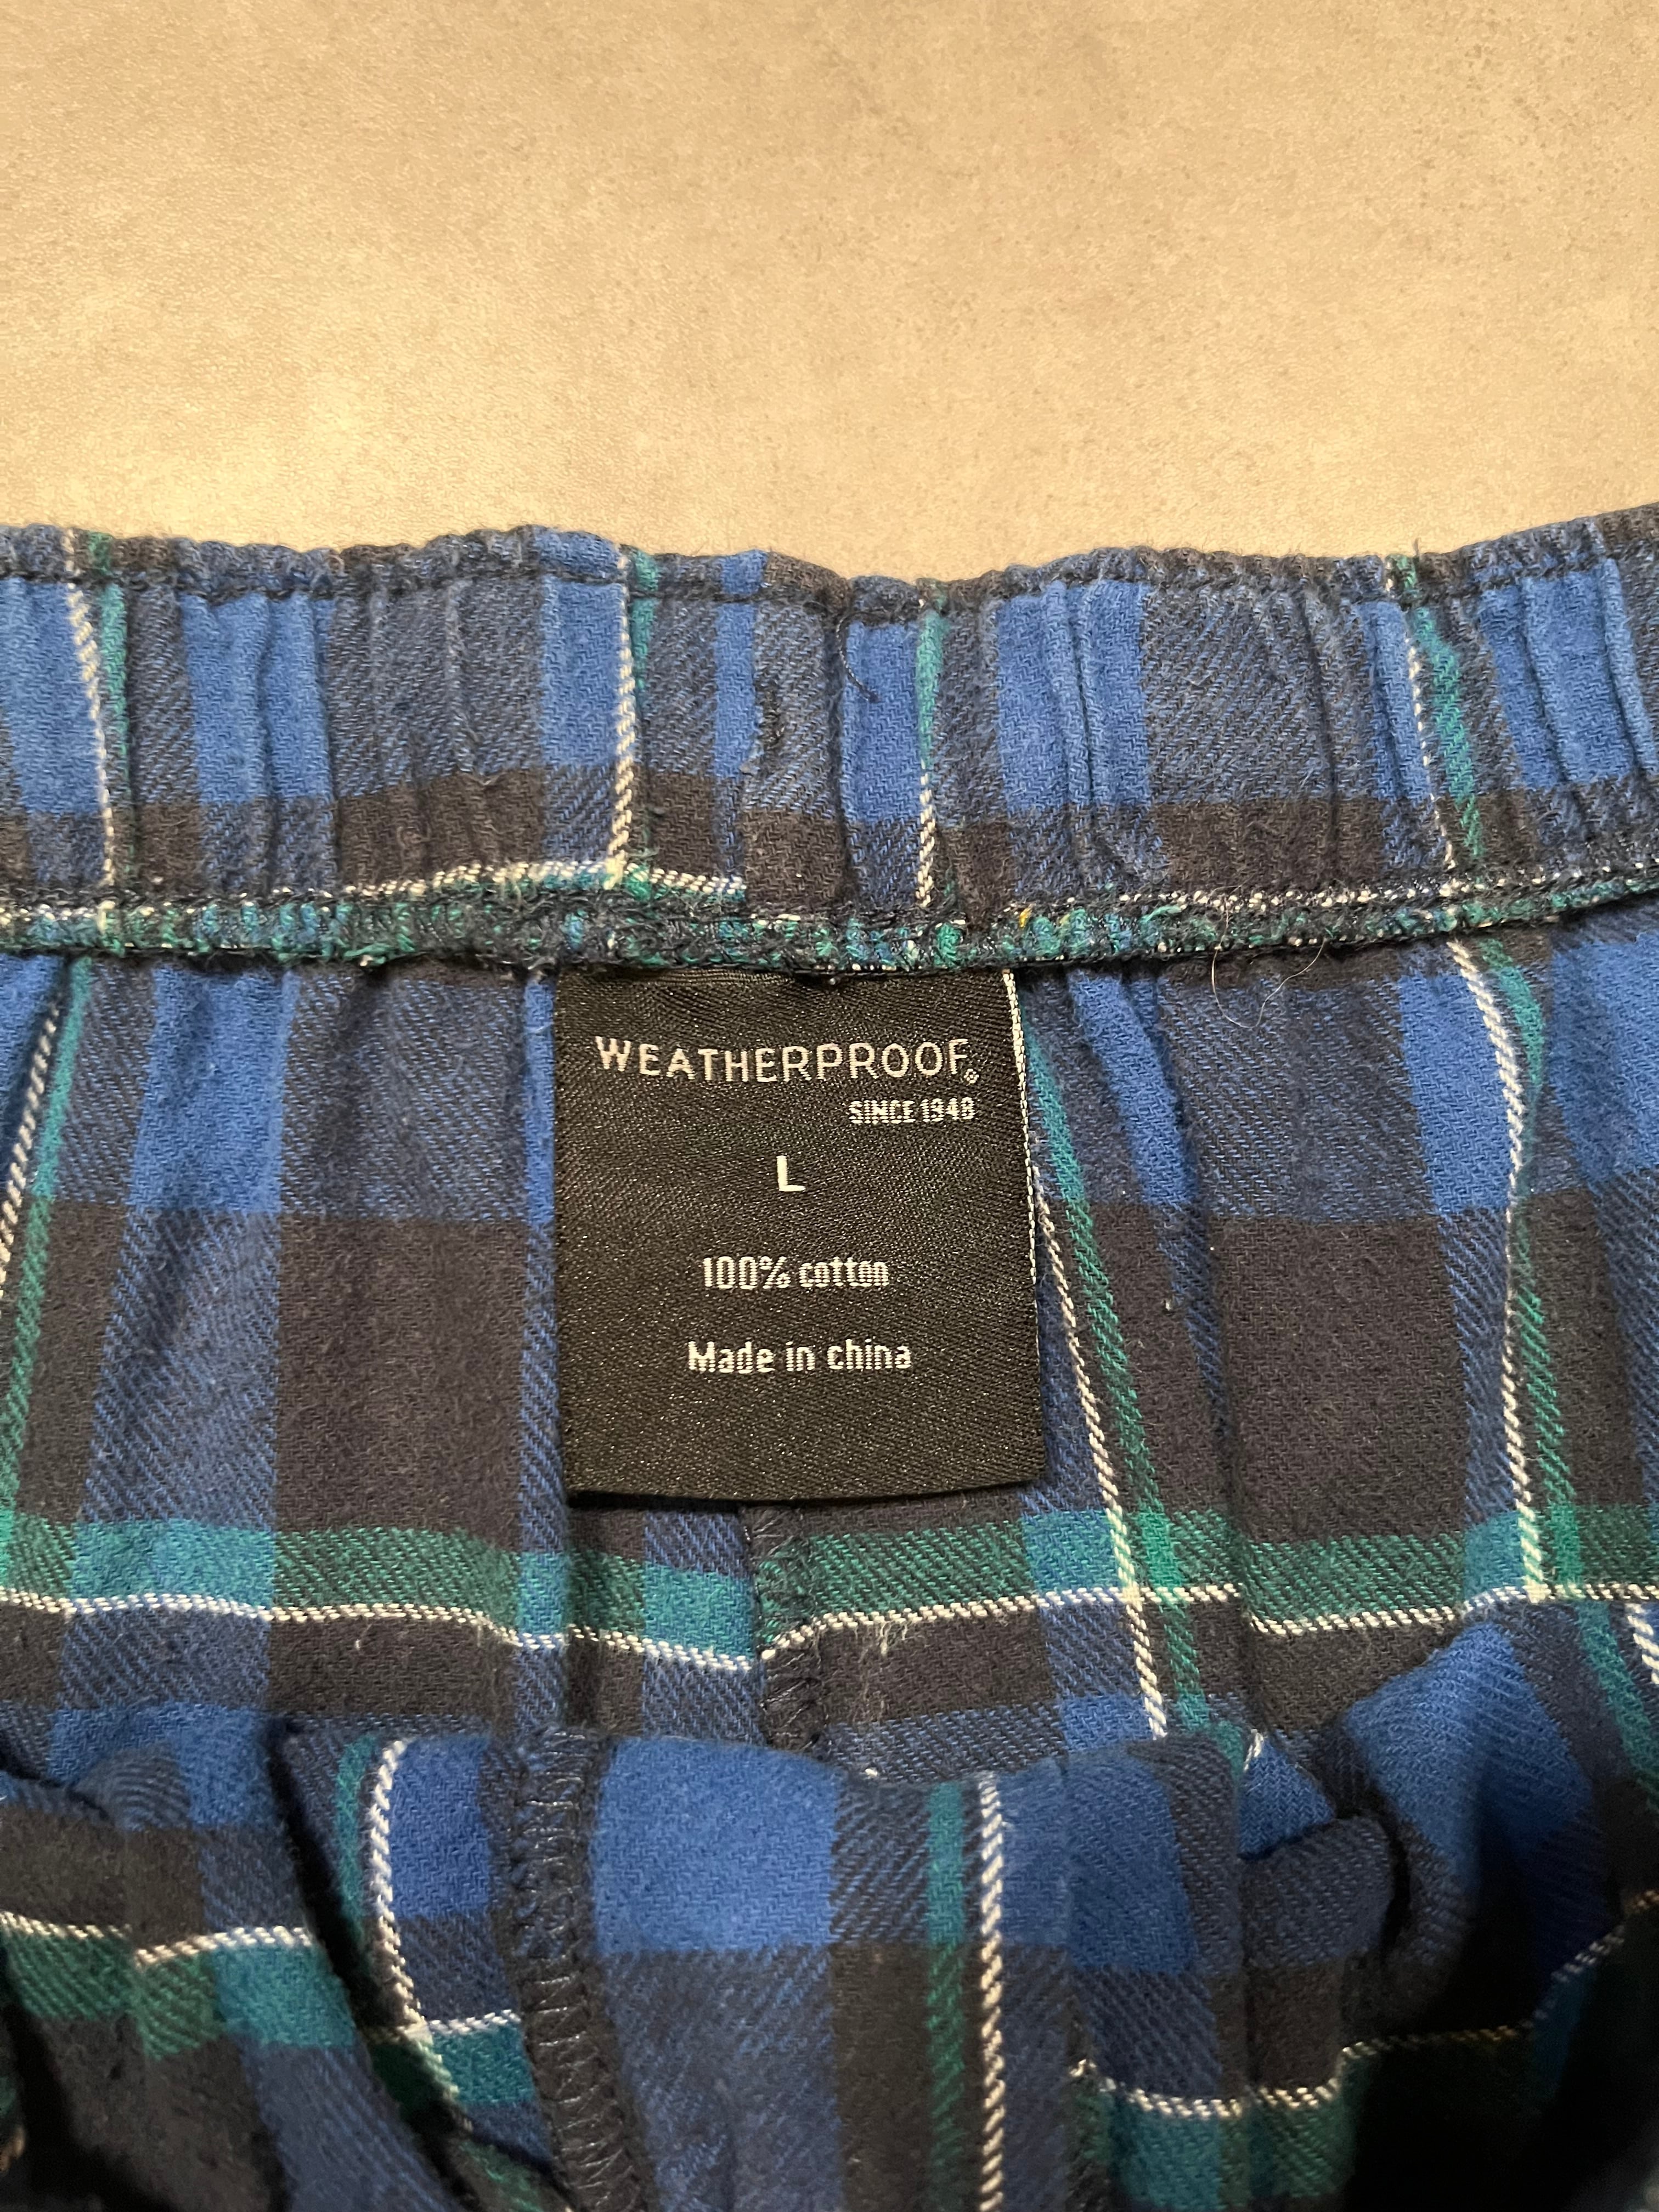 WEATHERPROOF®
SINCE 1948
L
100% cotton
Made in china